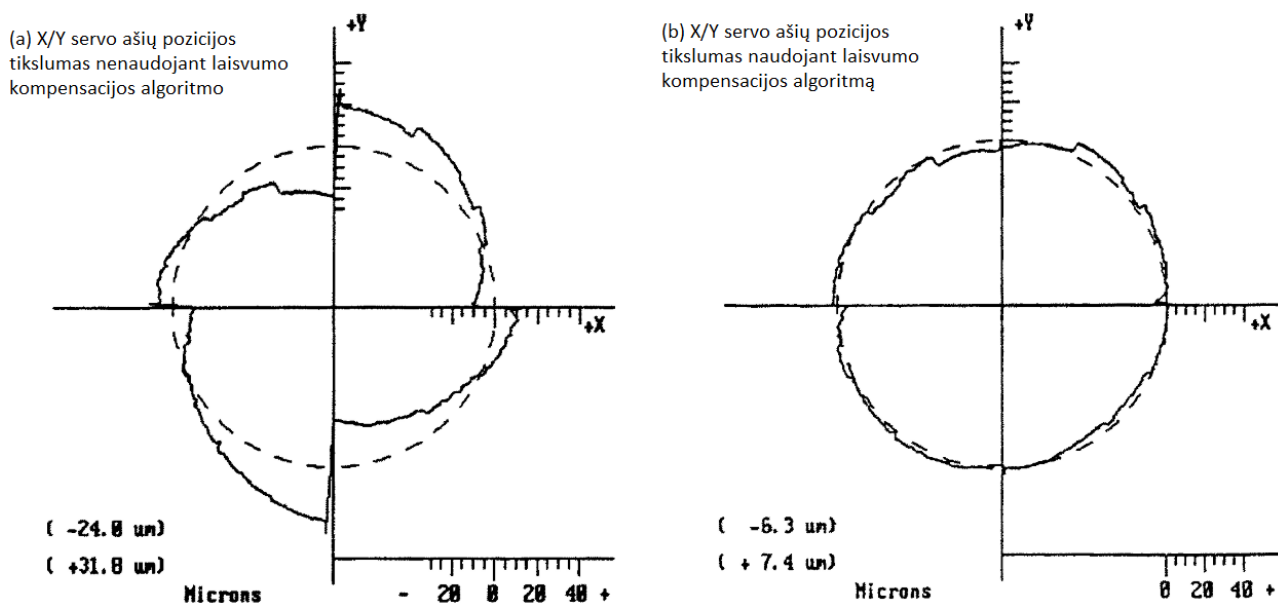 (a) X/Y servo ašių pozicijos
tikslumas nenaudojant laisvumo
kompensacijos algoritmo
+Y
+X
( -24.0 um)
( +31.8 um)
Microns
- 20 0 20 40 +
(b) X/Y servo ašių pozicijos
tikslumas naudojant laisvumo
kompensacijos algoritmą
+Y
+X
( -6.3 um)
( + 7.4 um)
Microns
0 20 40 +